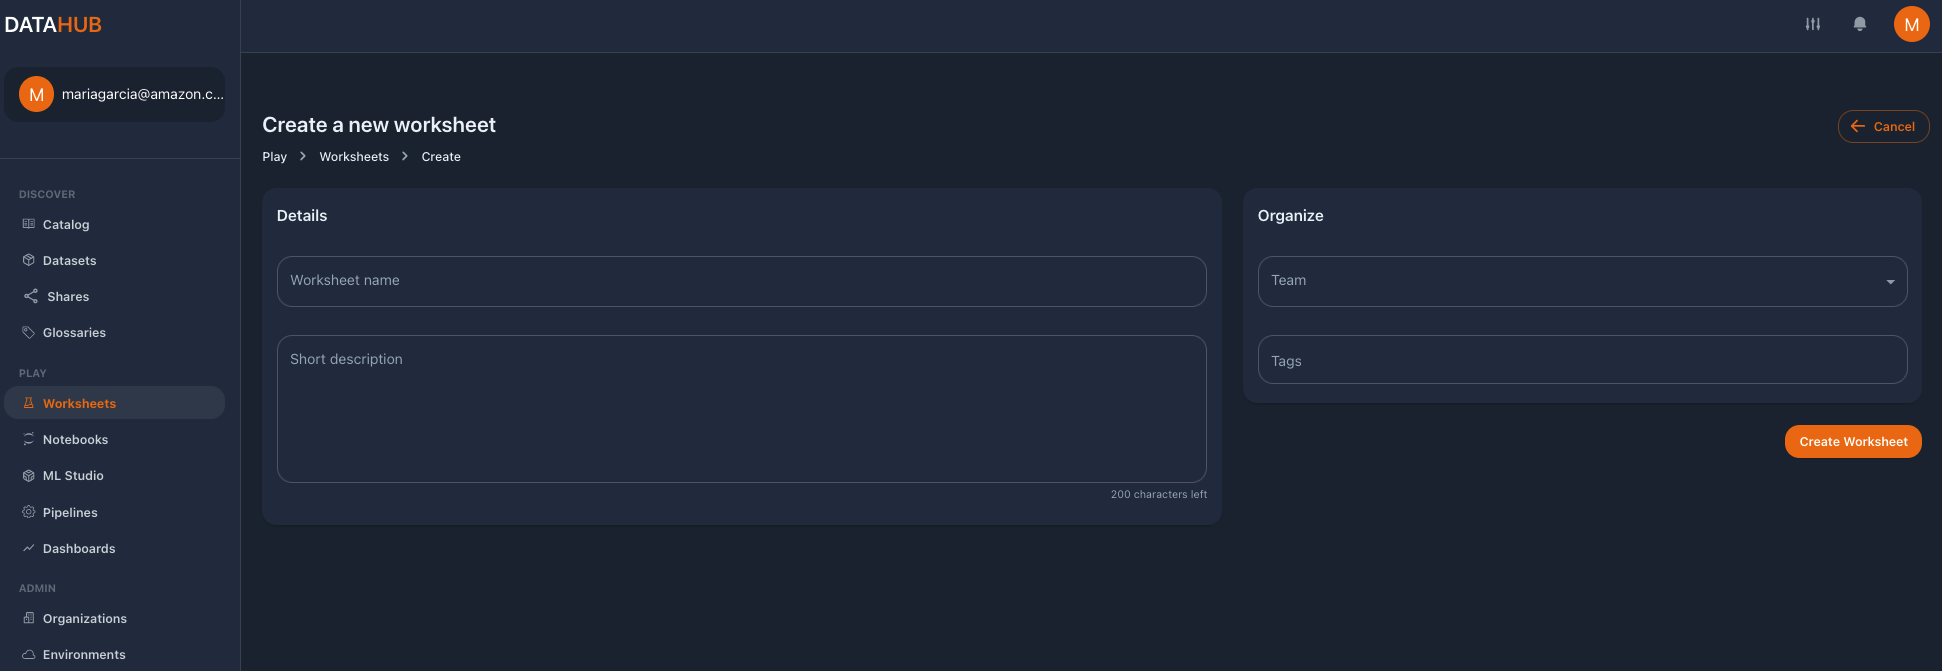 DATAHUB
M
M mariagarcia@amazon.c...
DISCOVER
Catalog
Datasets
Shares
Glossaries
PLAY
Worksheets
Notebooks
ML Studio
Pipelines
Dashboards
ADMIN
Organizations
Environments
Create a new worksheet
Play > Worksheets > Create
Cancel
Details
Worksheet name
Short description
200 characters left
Organize
Team
Tags
Create Worksheet